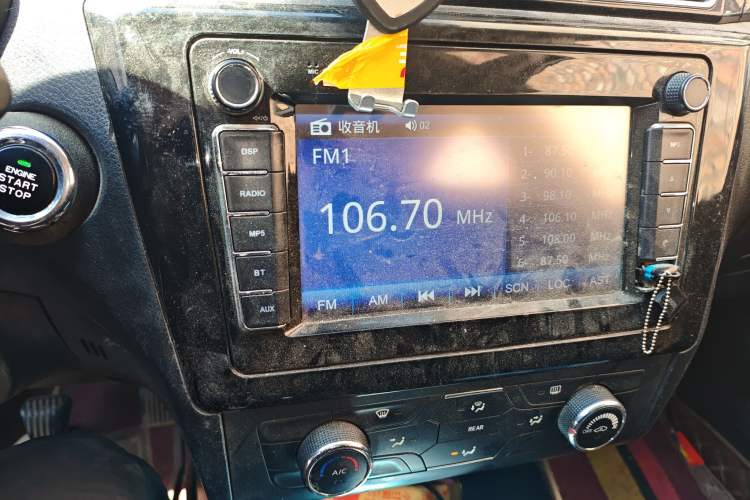 VOL
MIC
收音机 02
FM1
106.70 MHz
1- 87.50
2- 90.10
3- 98.10
4- 106.10 MHz
5- 108.00 MHz
6- 87.50 MHz
FM AM SCN LOC AST
DSP
RADIO
MP5
BT
AUX
ENGINE
START
STOP
REAR
A/C